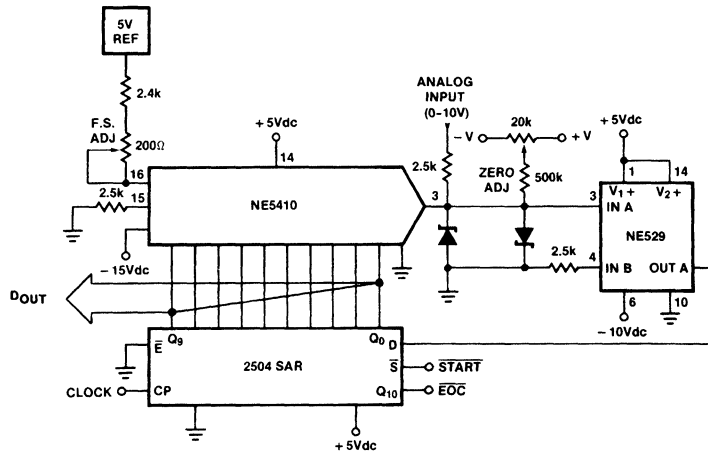 5V
REF
2.4k
F.S.
ADJ
200Ω
+5Vdc
14
16
2.5k
15
NE5410
-15Vdc
3
ANALOG
INPUT
(0-10V)
2.5k
-V
20k
+V
ZERO
ADJ
500k
+5Vdc
1
14
V1+
V2+
3
IN A
NE529
2.5k
4
IN B
OUT A
6
10
-10Vdc
DOUT
E
Q9
Q0
D
2504 SAR
S
START
CLOCK
CP
Q10
EOC
+5Vdc